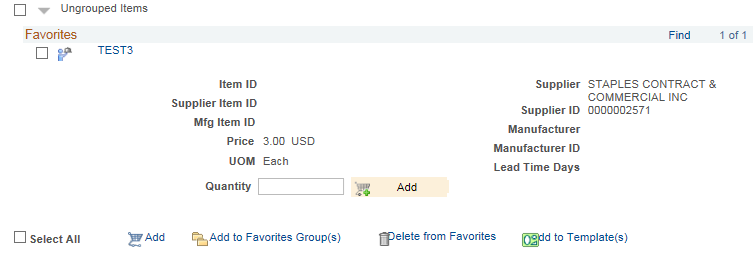 Ungrouped Items
Favorites Find 1 of 1
TEST3
Item ID Supplier STAPLES CONTRACT &
COMMERCIAL INC
Supplier Item ID Supplier ID 0000002571
Mfg Item ID Manufacturer
Price 3.00 USD Manufacturer ID
UOM Each Lead Time Days
Quantity Add
Select All Add Add to Favorites Group(s) Delete from Favorites dd to Template(s)